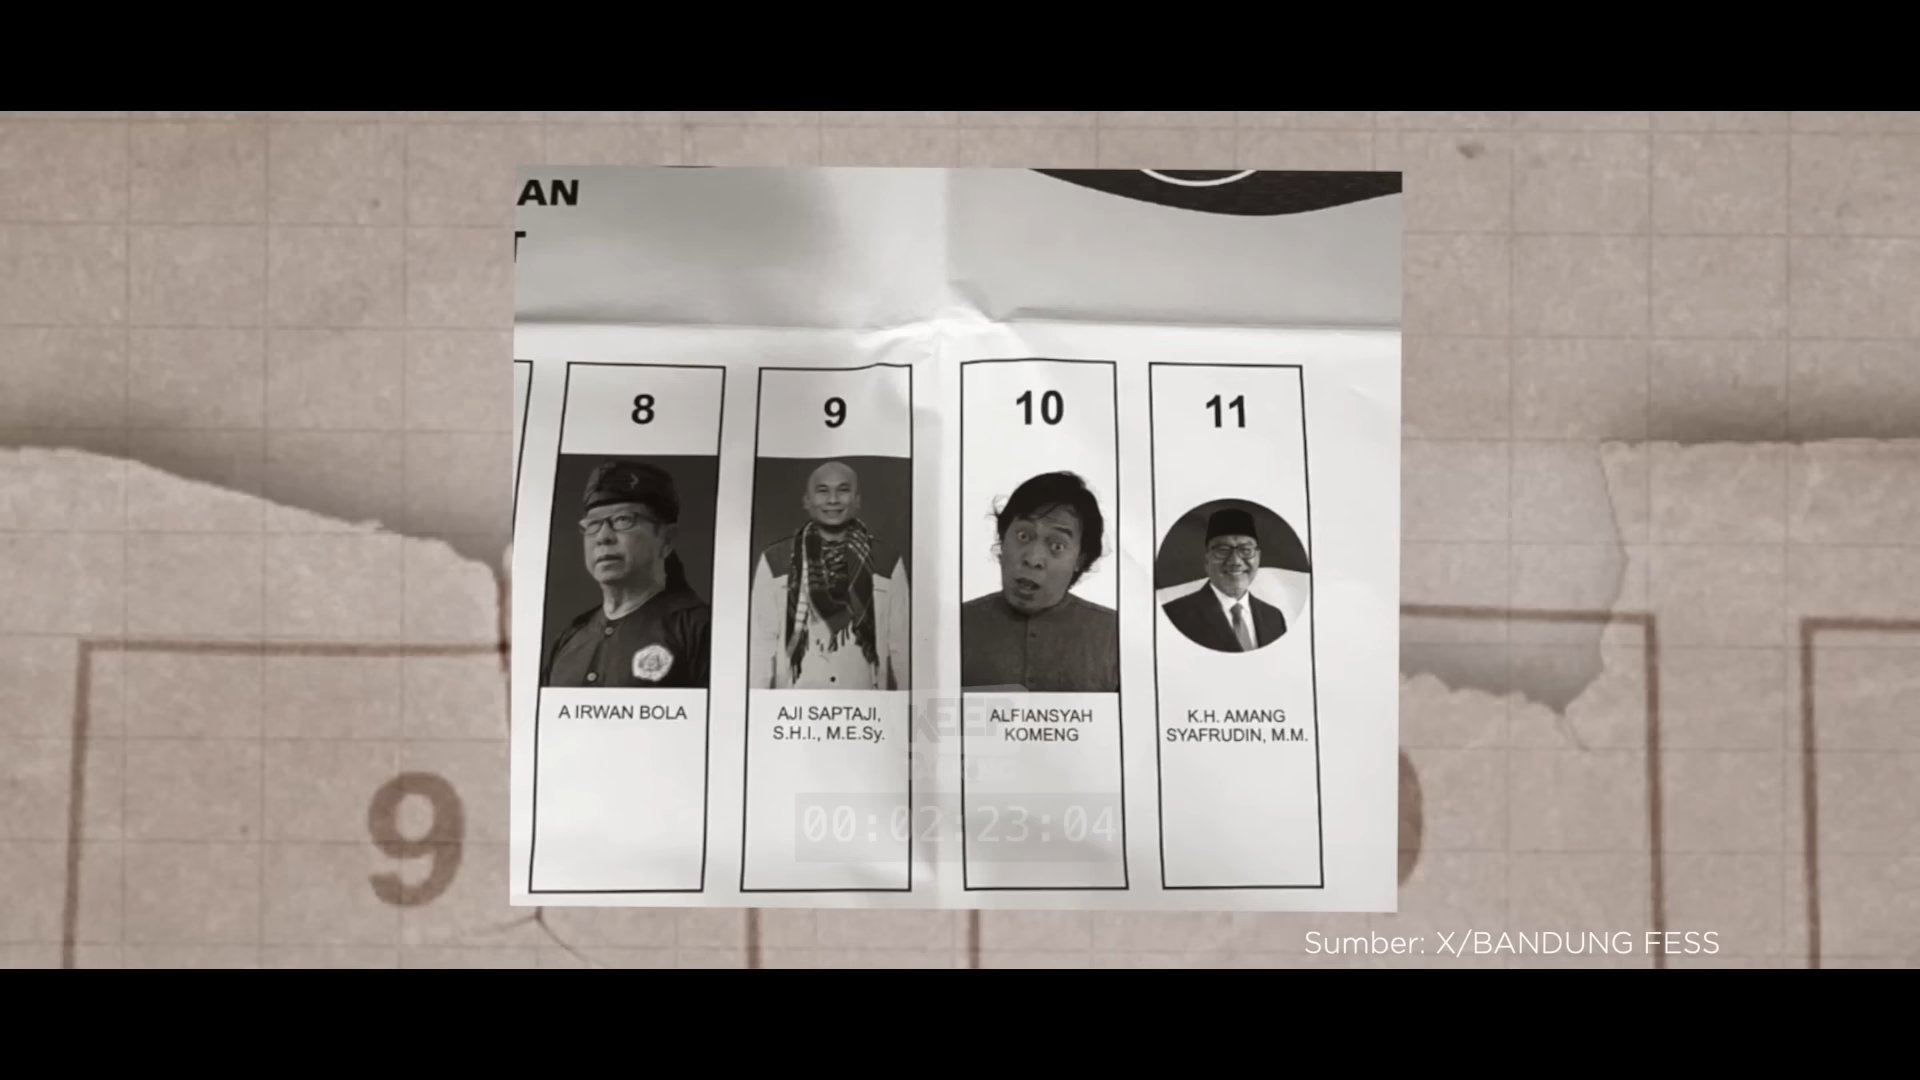 AN
T
8
9
10
11
A IRWAN BOLA
AJI SAPTAJI,
S.H.I., M.E.Sy.
ALFIANSYAH
KOMENG
K.H. AMANG
SYAFRUDIN, M.M.
KEEP
00:02:23:04
9
Sumber: X/BANDUNG FESS